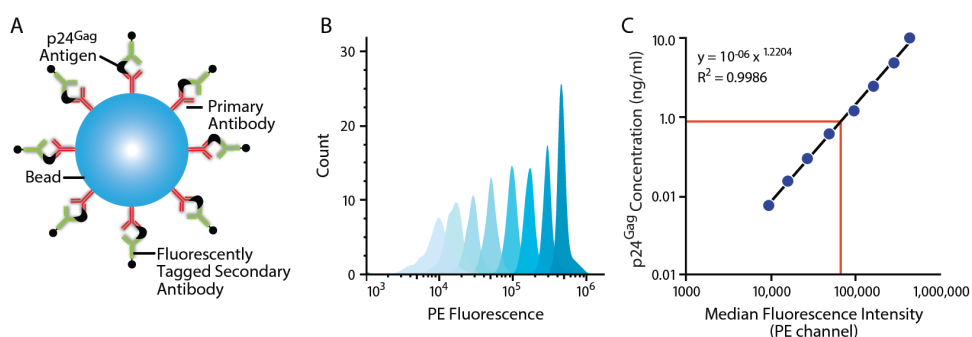 A
p24Gag
Antigen
Primary
Antibody
Bead
Fluorescently
Tagged Secondary
Antibody
B
30
20
10
0
Count
10³
10⁴
10⁵
10⁶
PE Fluorescence
C
y = 10⁻⁰⁶ x ¹·²²⁰⁴
R² = 0.9986
10.0
1.0
0.01
0.01
p24Gag Concentration (ng/ml)
1000
10,000
100,000
1,000,000
Median Fluorescence Intensity
(PE channel)